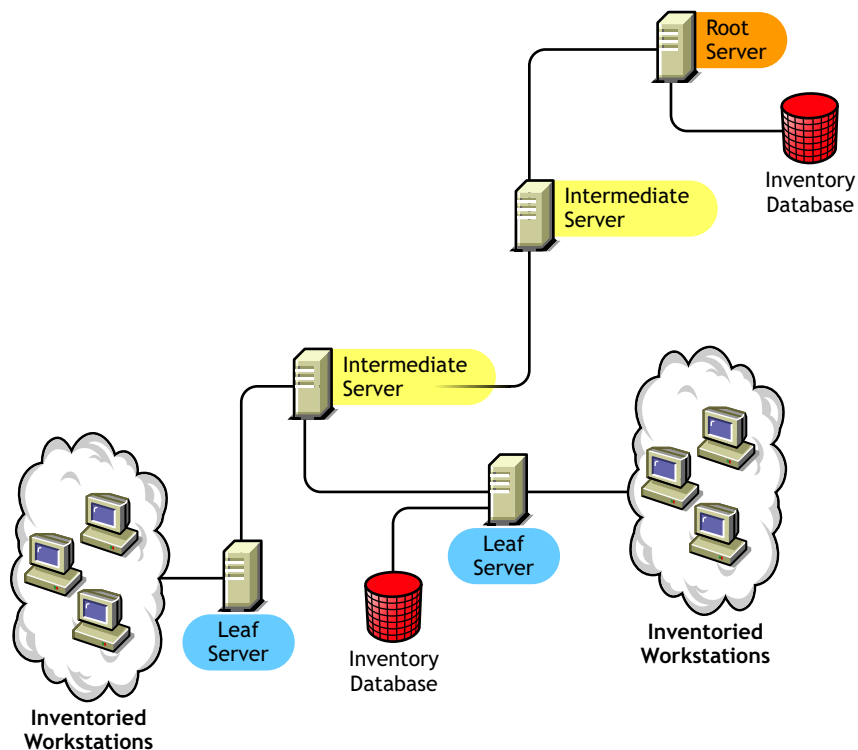 Root
Server
Inventory
Database
Intermediate
Server
Intermediate
Server
Leaf
Server
Inventoried
Workstations
Leaf
Server
Inventory
Database
Inventoried
Workstations